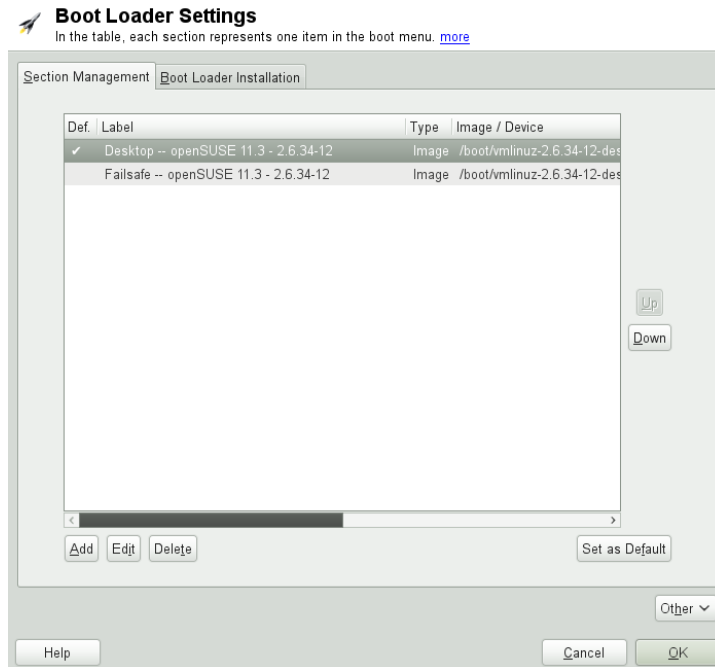 Boot Loader Settings
In the table, each section represents one item in the boot menu. more
Section Management Boot Loader Installation
Def. Label Type Image / Device
✔ Desktop -- openSUSE 11.3 - 2.6.34-12 Image /boot/vmlinuz-2.6.34-12-des
Failsafe -- openSUSE 11.3 - 2.6.34-12 Image /boot/vmlinuz-2.6.34-12-des
Up
Down
Add Edit Delete Set as Default
Other
Help Cancel OK